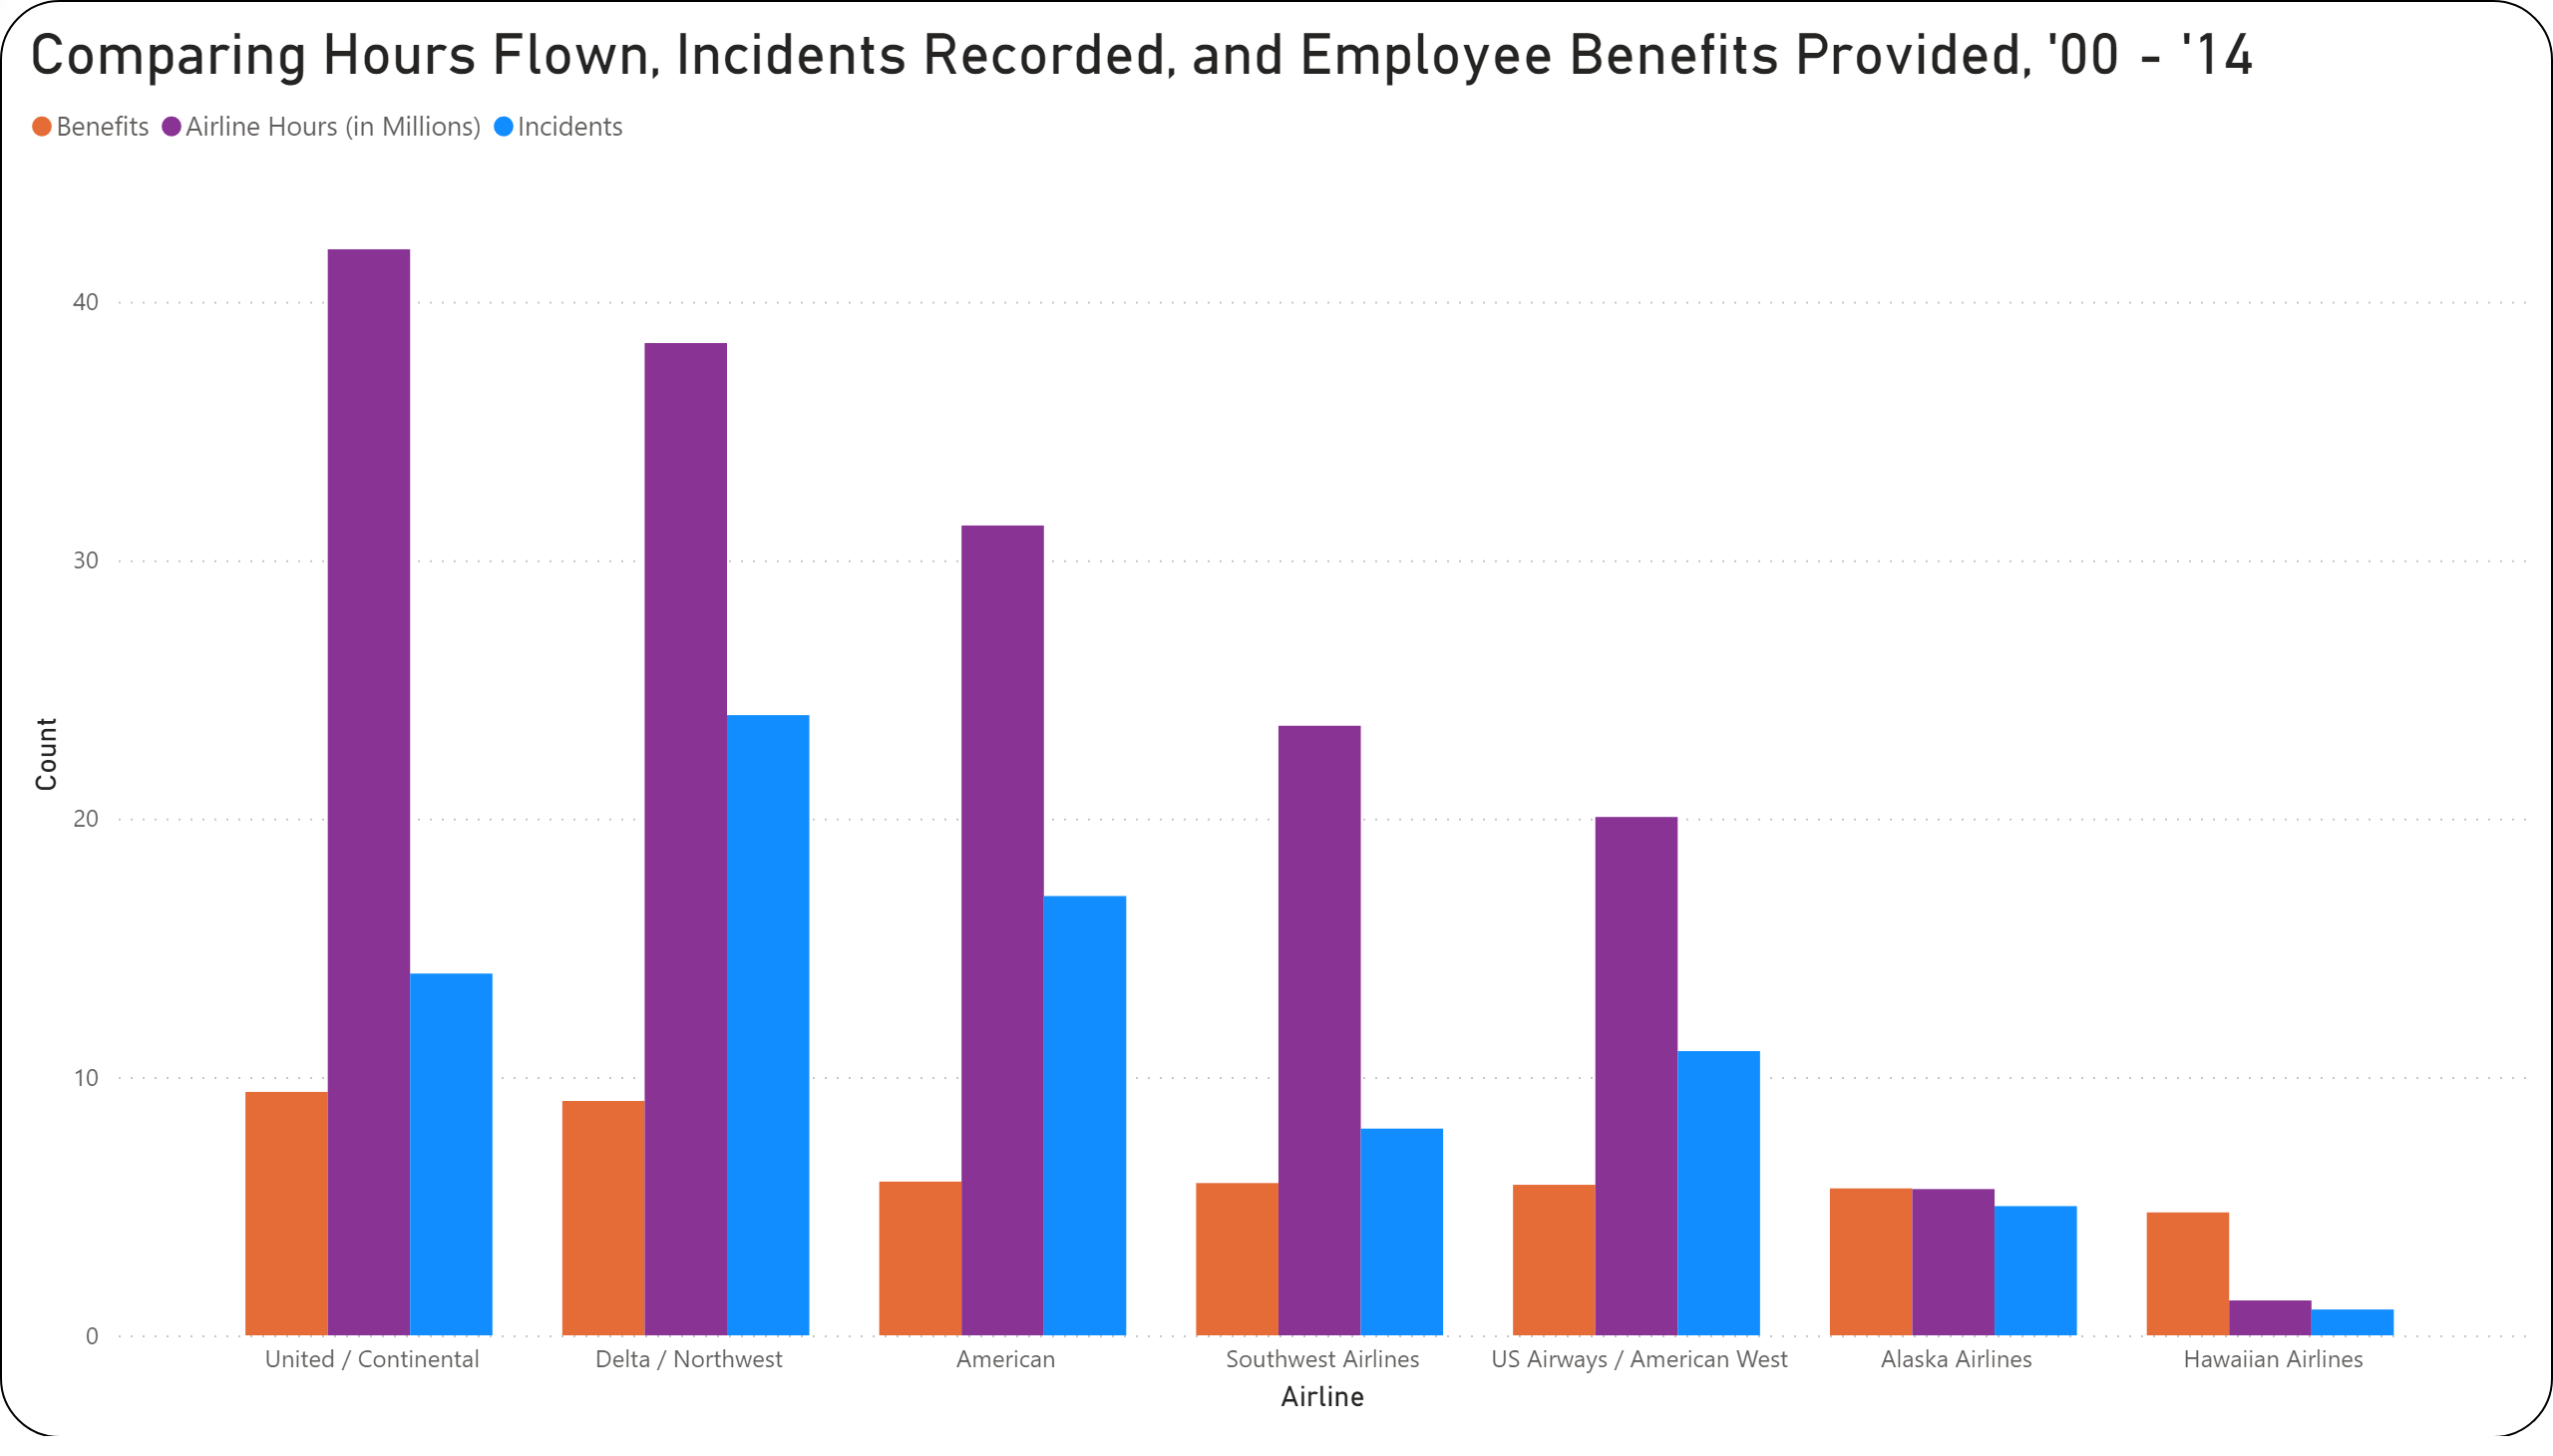 Comparing Hours Flown, Incidents Recorded, and Employee Benefits Provided, '00 - '14
Benefits Airline Hours (in Millions) Incidents
40
30
20
10
0
Count
United / Continental Delta / Northwest American Southwest Airlines US Airways / American West Alaska Airlines Hawaiian Airlines
Airline